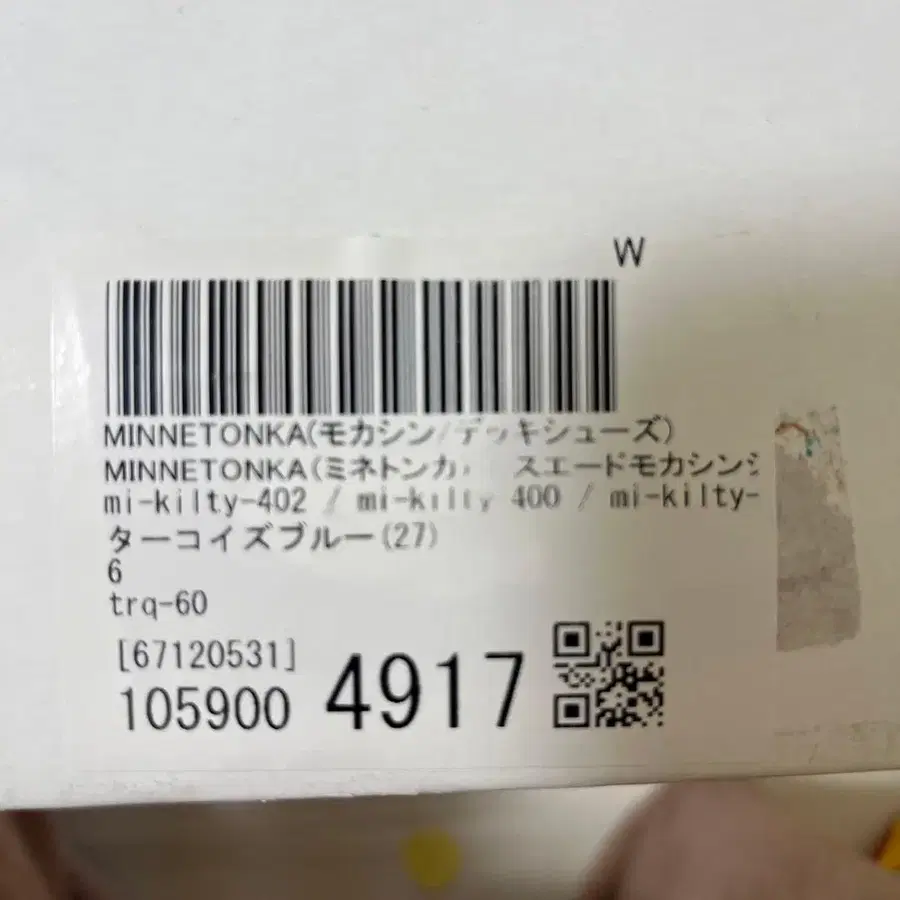 W
MINNETONKA(モカシン/デッキシューズ)
MINNETONKA(ミネトンカ スエードモカシンシ
mi-kilty-402 / mi-kilty 400 / mi-kilty-
ターコイズブルー(27)
6
trq-60
[67120531]
105900 4917